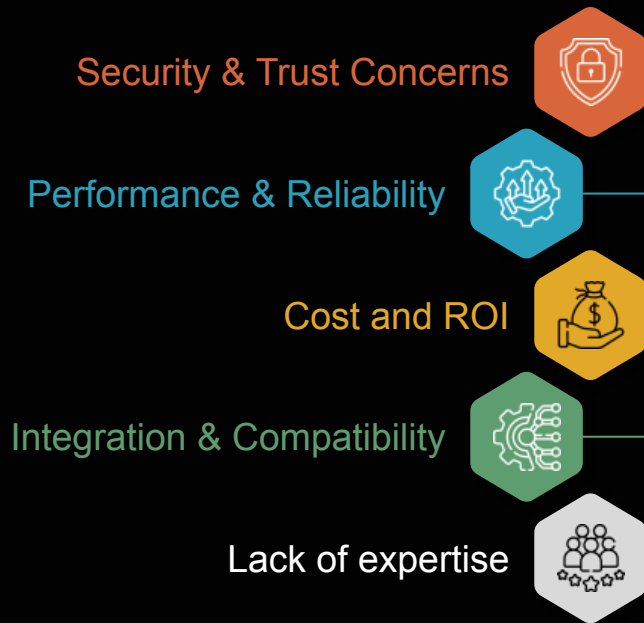 Security & Trust Concerns
Performance & Reliability
Cost and ROI
$
Integration & Compatibility
Lack of expertise